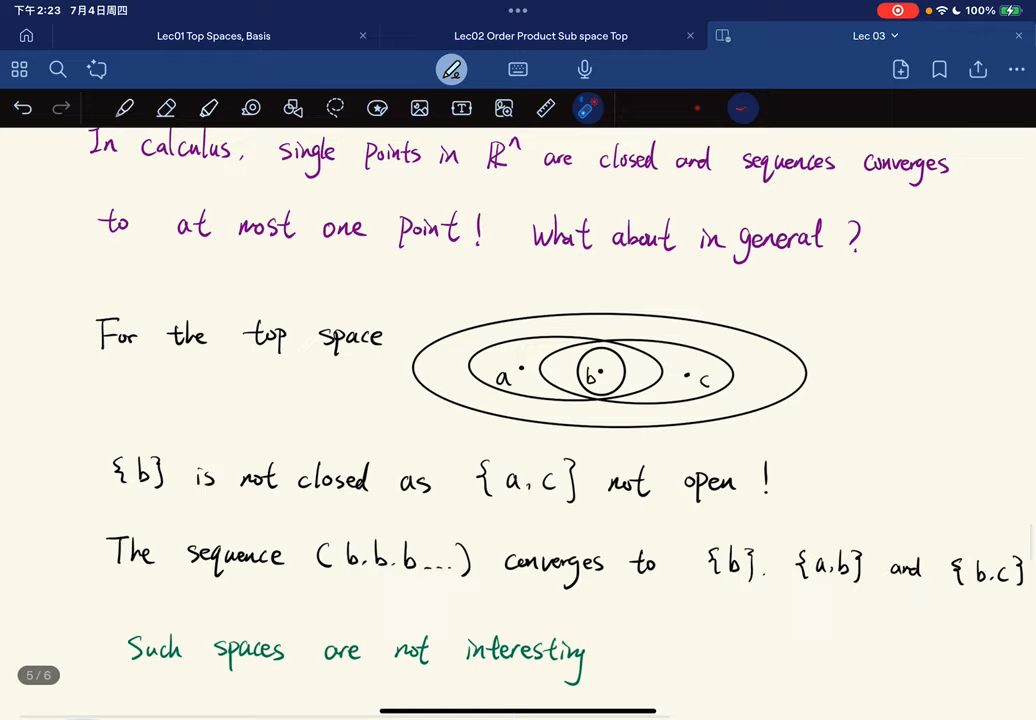 下午2:23 7月4日周四
100%
Lec01 Top Spaces, Basis
Lec02 Order Product Sub space Top
Lec 03
In calculus, single points in ℝⁿ are closed and sequences converges
to at most one point! What about in general ?
For the top space
a b c
{b} is not closed as {a, c} not open !
The sequence (b.b.b...) converges to {b}. {a,b} and {b.c}
Such spaces are not interesting
5 / 6